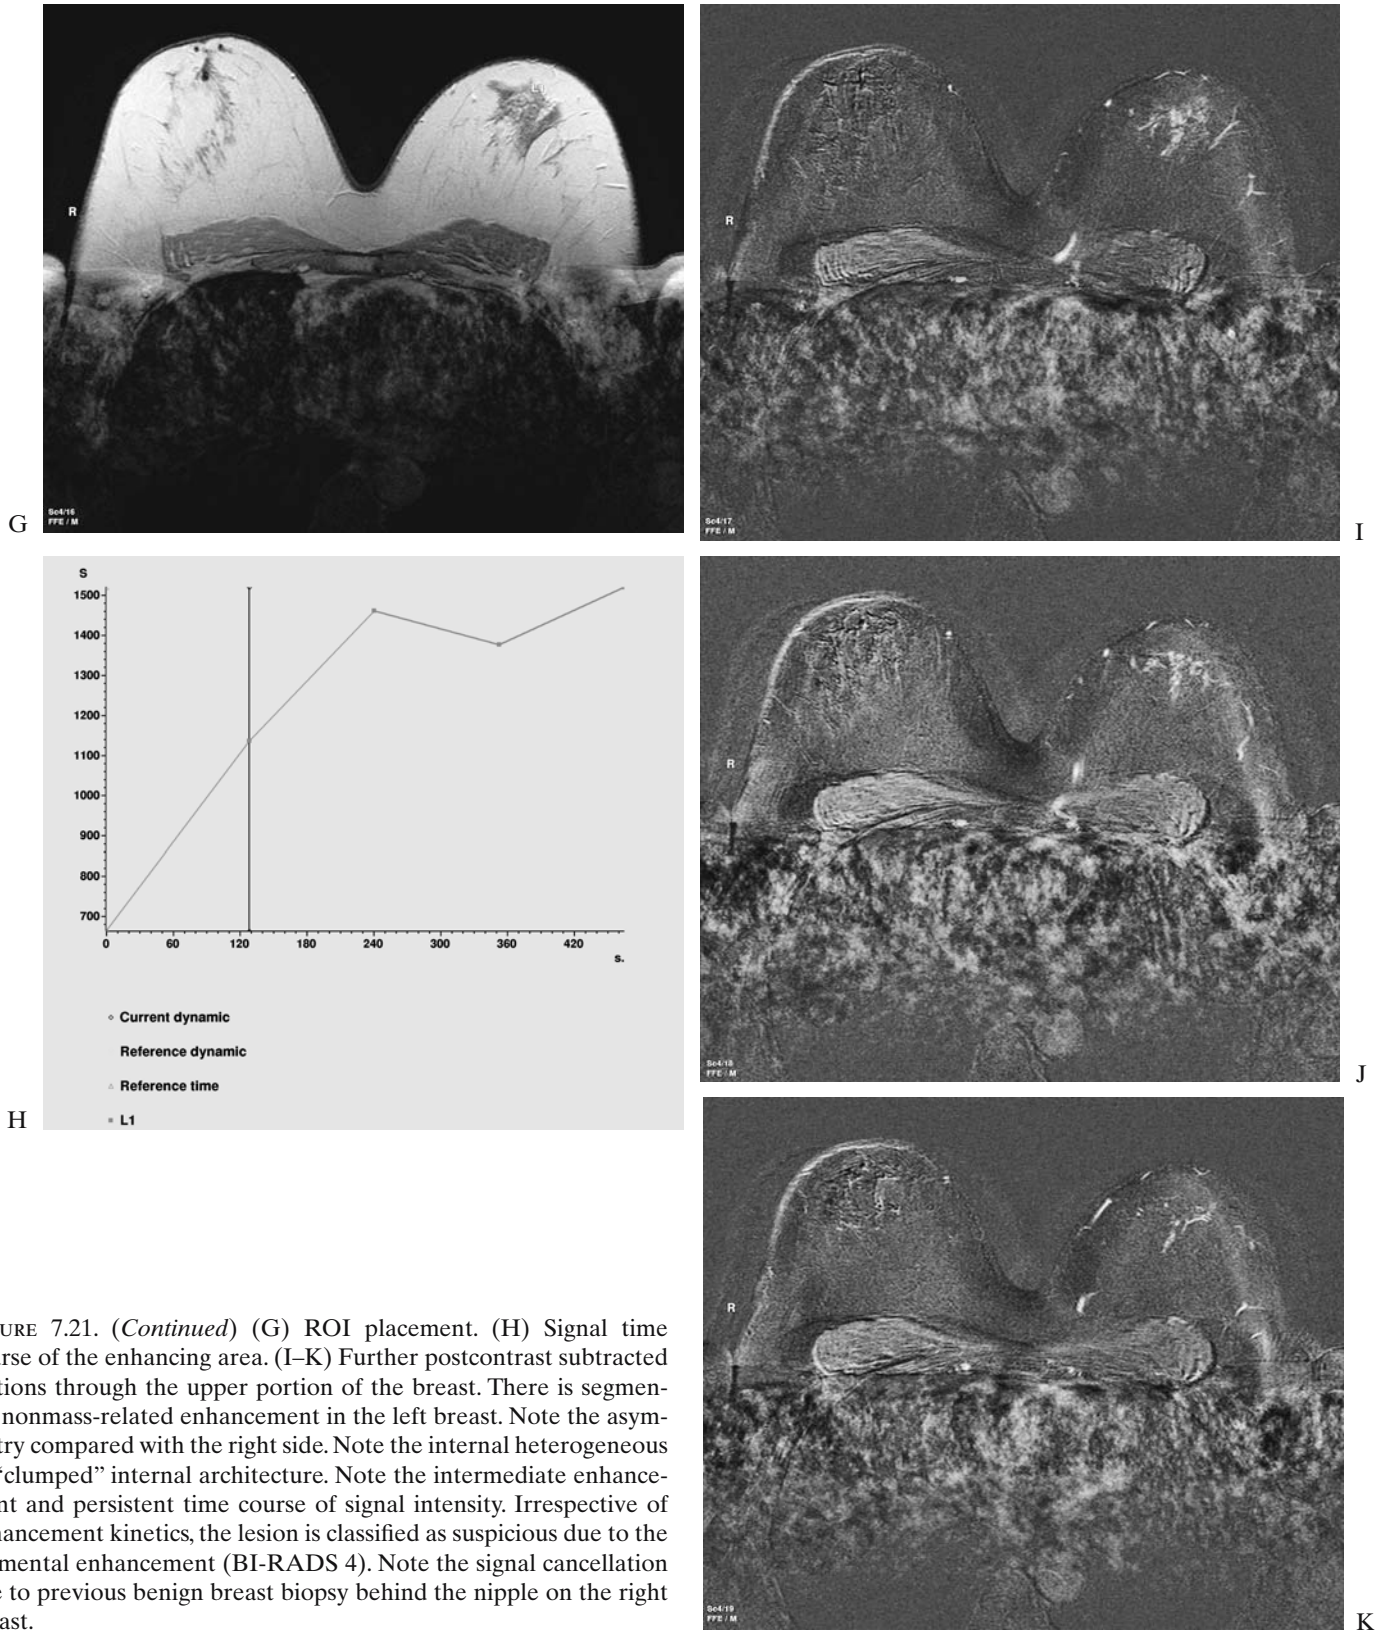 L1
R
Sc4/16
FFE / M
G
R
Sc4/17
FFE / M
I
S
1500
1400
1300
1200
1100
1000
900
800
700
0 60 120 180 240 300 360 420
s.
Current dynamic
Reference dynamic
Reference time
L1
H
R
Sc4/18
FFE / M
J
R
Sc4/19
FFE / M
K
URE 7.21. (Continued) (G) ROI placement. (H) Signal time
rse of the enhancing area. (I–K) Further postcontrast subtracted
tions through the upper portion of the breast. There is segmen-
nonmass-related enhancement in the left breast. Note the asym-
try compared with the right side. Note the internal heterogeneous
“clumped” internal architecture. Note the intermediate enhance-
nt and persistent time course of signal intensity. Irrespective of
hancement kinetics, the lesion is classified as suspicious due to the
mental enhancement (BI-RADS 4). Note the signal cancellation
e to previous benign breast biopsy behind the nipple on the right
ast.